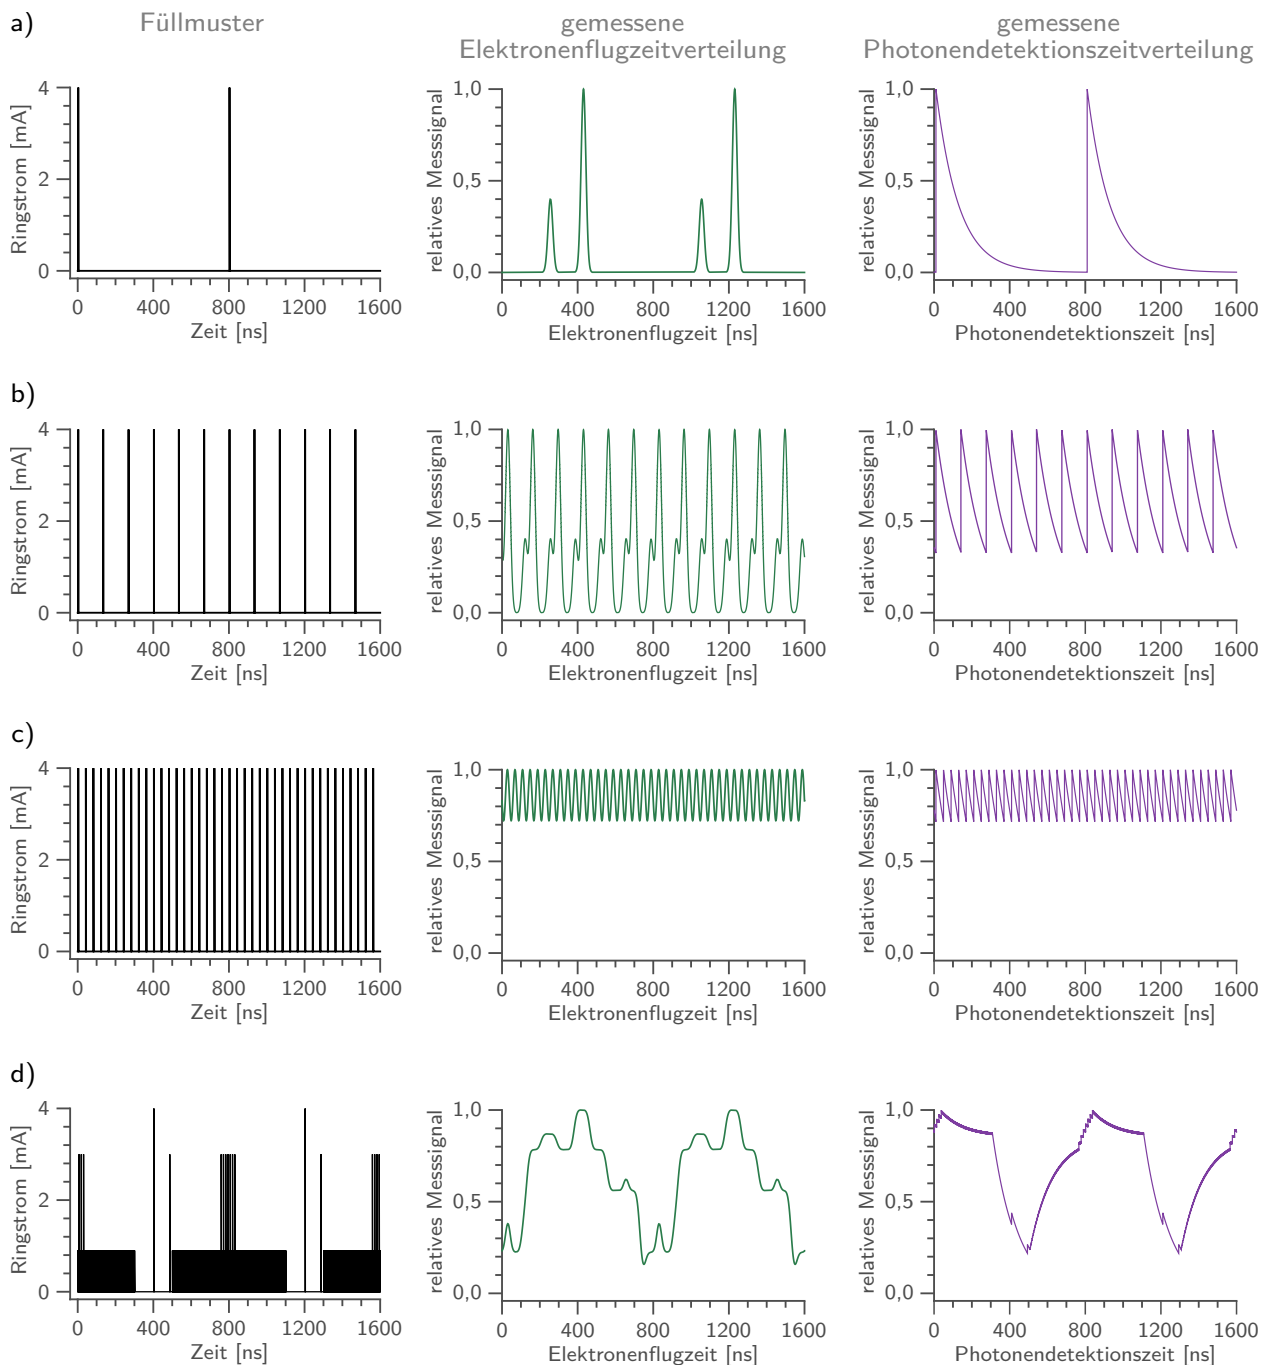 a)
Füllmuster
gemessene
Elektronenflugzeitverteilung
gemessene
Photonendetektionszeitverteilung
Ringstrom [mA]
4
2
0
0 400 800 1200 1600
Zeit [ns]
relatives Messsignal
1,0
0,5
0,0
0 400 800 1200 1600
Elektronenflugzeit [ns]
relatives Messsignal
1,0
0,5
0,0
0 400 800 1200 1600
Photonendetektionszeit [ns]
b)
Ringstrom [mA]
4
2
0
0 400 800 1200 1600
Zeit [ns]
relatives Messsignal
1,0
0,5
0,0
0 400 800 1200 1600
Elektronenflugzeit [ns]
relatives Messsignal
1,0
0,5
0,0
0 400 800 1200 1600
Photonendetektionszeit [ns]
c)
Ringstrom [mA]
4
2
0
0 400 800 1200 1600
Zeit [ns]
relatives Messsignal
1,0
0,5
0,0
0 400 800 1200 1600
Elektronenflugzeit [ns]
relatives Messsignal
1,0
0,5
0,0
0 400 800 1200 1600
Photonendetektionszeit [ns]
d)
Ringstrom [mA]
4
2
0
0 400 800 1200 1600
Zeit [ns]
relatives Messsignal
1,0
0,5
0,0
0 400 800 1200 1600
Elektronenflugzeit [ns]
relatives Messsignal
1,0
0,5
0,0
0 400 800 1200 1600
Photonendetektionszeit [ns]